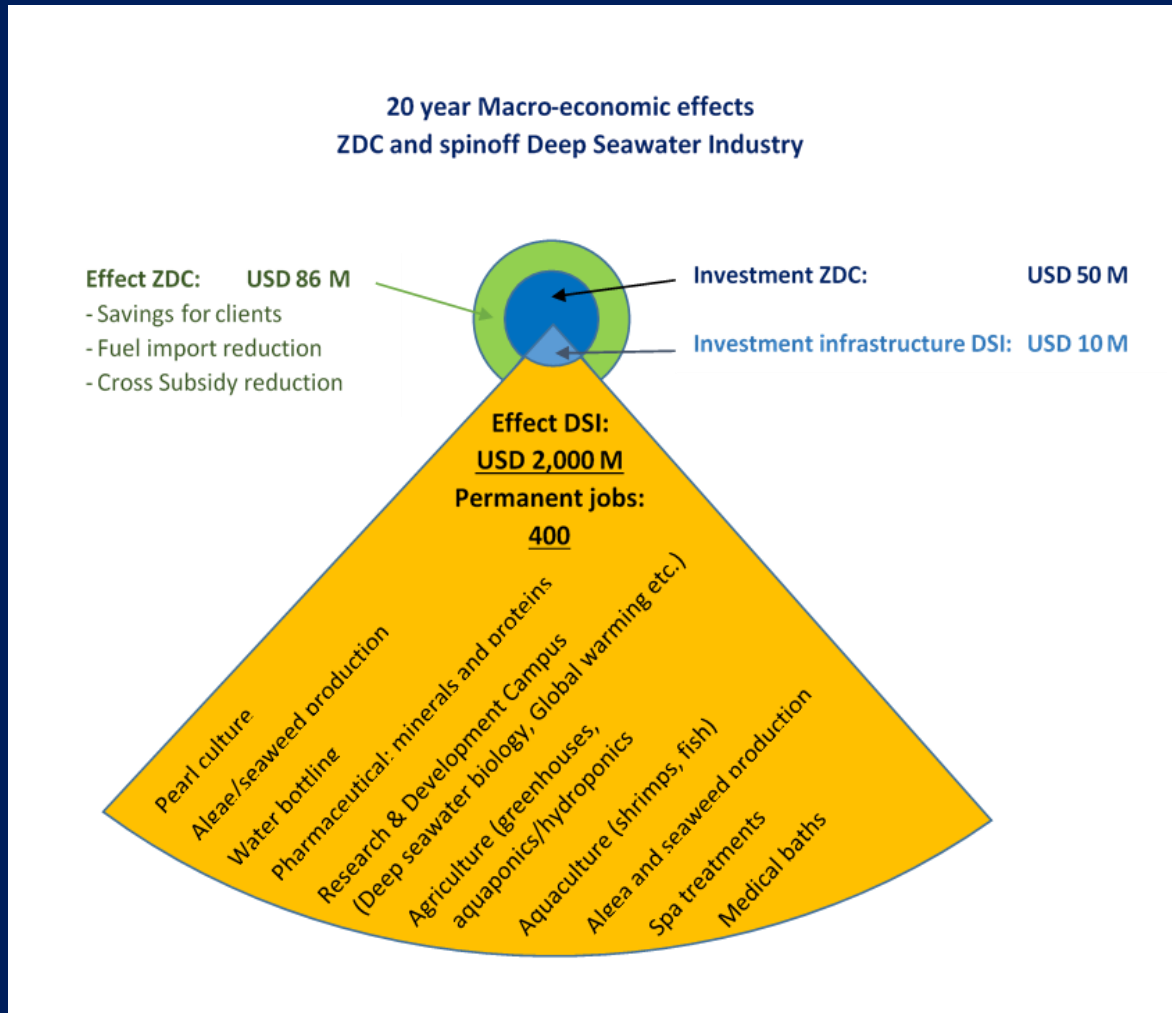 20 year Macro-economic effects
ZDC and spinoff Deep Seawater Industry
Effect ZDC: USD 86 M
- Savings for clients
- Fuel import reduction
- Cross Subsidy reduction
Investment ZDC: USD 50 M
Investment infrastructure DSI: USD 10 M
Effect DSI:
USD 2,000 M
Permanent jobs:
400
Pearl culture
Algae/seaweed production
Water bottling
Pharmaceutical: minerals and proteins
Research & Development Campus
(Deep seawater biology, Global warming etc.)
Agriculture (greenhouses,
aquaponics/hydroponics
Aquaculture (shrimps, fish)
Algea and seaweed production
Spa treatments
Medical baths